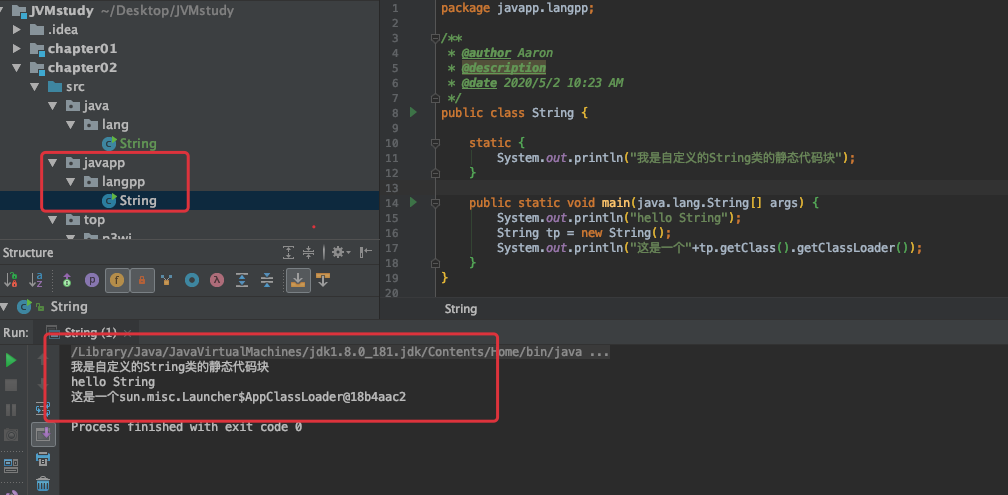 JVMstudy ~/Desktop/JVMstudy
.idea
chapter01
chapter02
src
java
lang
String
javapp
langpp
String
top
n3wi
1 package javapp.langpp;
2
3 /**
4 * @author Aaron
5 * @description
6 * @date 2020/5/2 10:23 AM
7 */
8 public class String {
9
10 static {
11 System.out.println("我是自定义的String类的静态代码块");
12 }
13
14 public static void main(java.lang.String[] args) {
15 System.out.println("hello String");
16 String tp = new String();
17 System.out.println("这是一个"+tp.getClass().getClassLoader());
18 }
19 }
20
String
Structure
String
Run: String (1)
/Library/Java/JavaVirtualMachines/jdk1.8.0_181.jdk/Contents/Home/bin/java ...
我是自定义的String类的静态代码块
hello String
这是一个sun.misc.Launcher$AppClassLoader@18b4aac2
Process finished with exit code 0